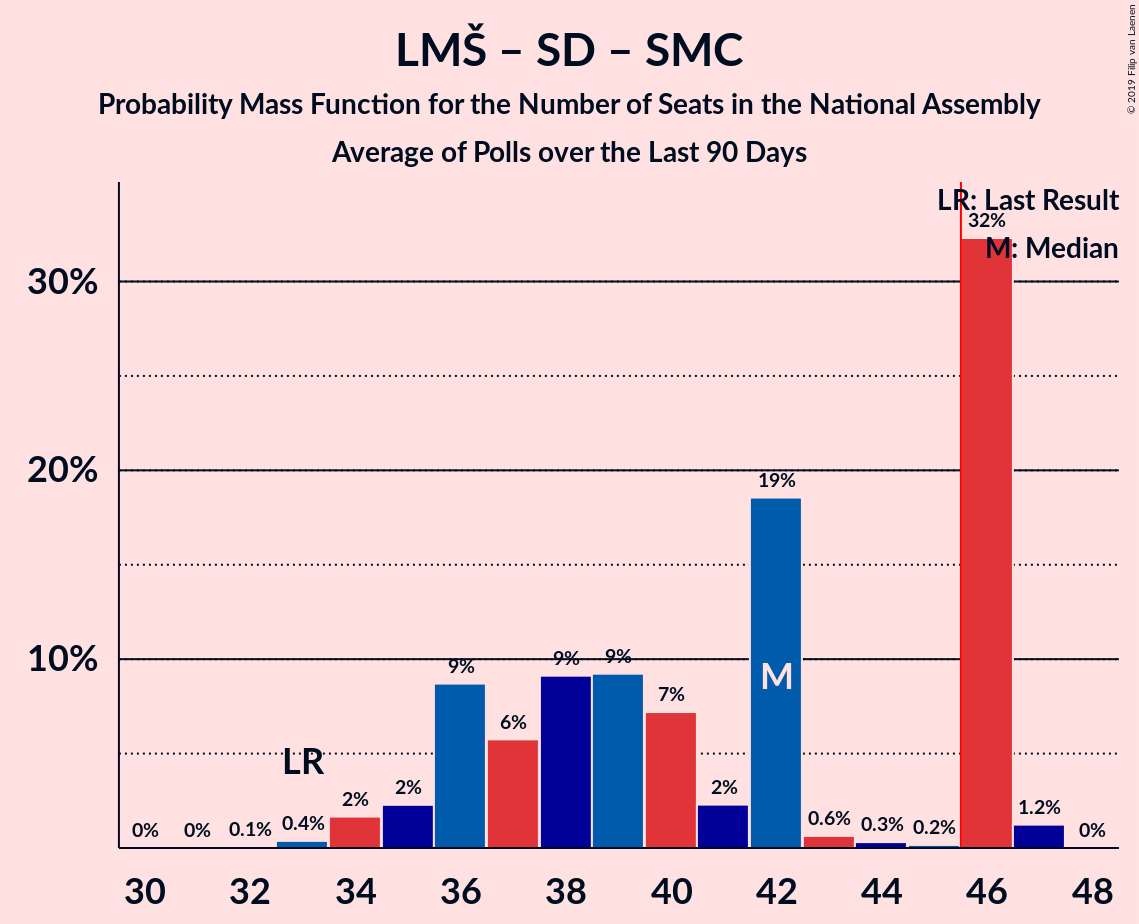 LMŠ – SD – SMC
Probability Mass Function for the Number of Seats in the National Assembly
Average of Polls over the Last 90 Days
© 2019 Filip van Laenen
LR: Last Result
M: Median
30%
20%
10%
0%
0%
0.1%
0.4%
LR
2%
2%
9%
6%
9%
9%
7%
2%
19%
M
0.6%
0.3%
0.2%
32%
1.2%
0%
30 32 34 36 38 40 42 44 46 48